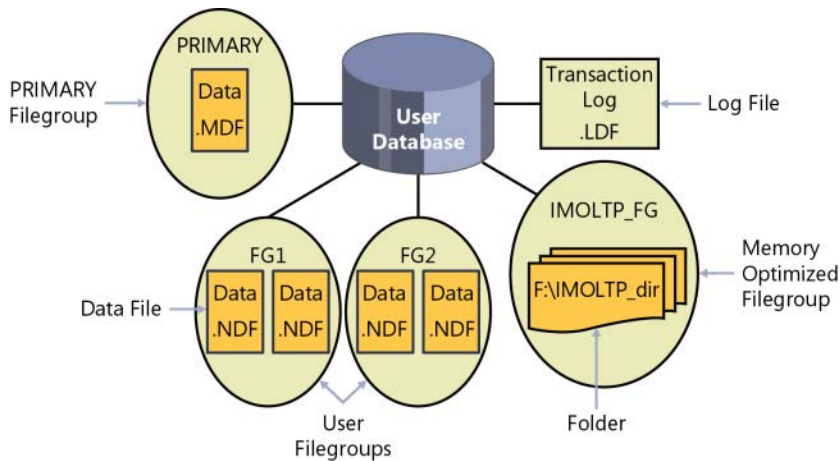 PRIMARY
PRIMARY
Filegroup
Data
.MDF
User
Database
Transaction
Log
.LDF
Log File
FG1
Data
.NDF
Data
.NDF
Data File
FG2
Data
.NDF
Data
.NDF
User
Filegroups
IMOLTP_FG
F:\IMOLTP_dir
Memory
Optimized
Filegroup
Folder